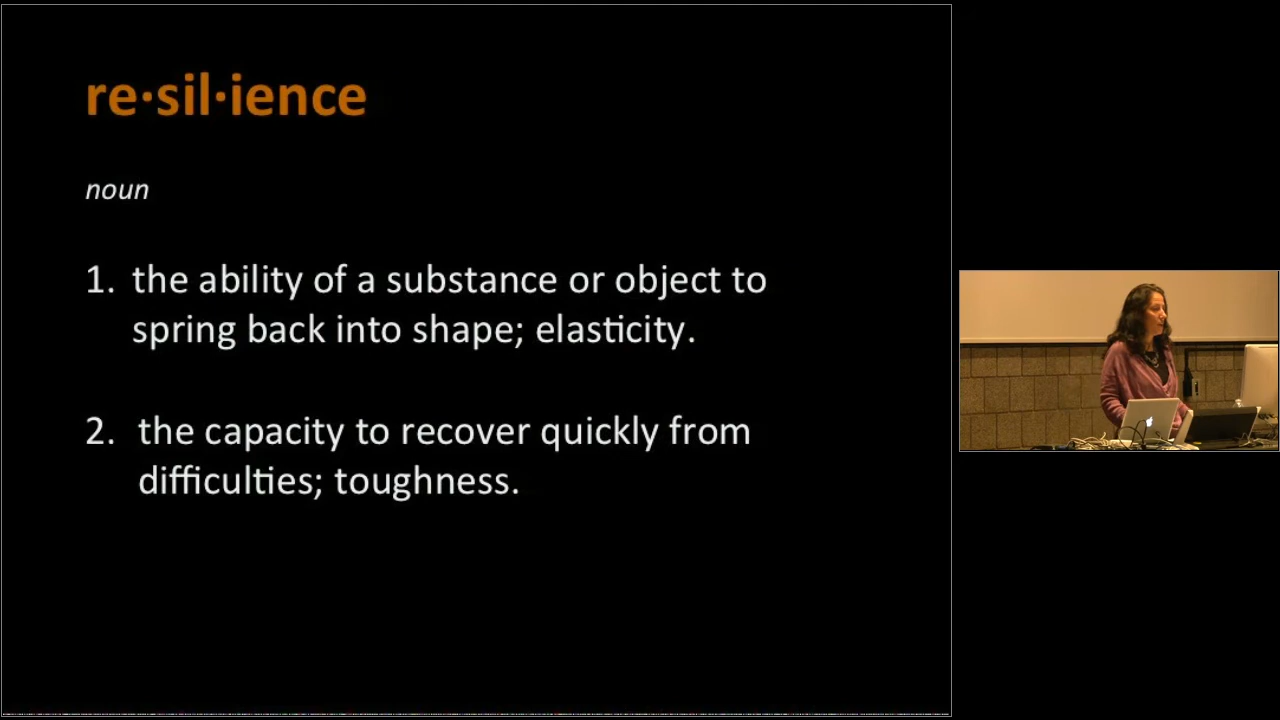 re·sil·ience
noun
1. the ability of a substance or object to
spring back into shape; elasticity.
2. the capacity to recover quickly from
difficulties; toughness.